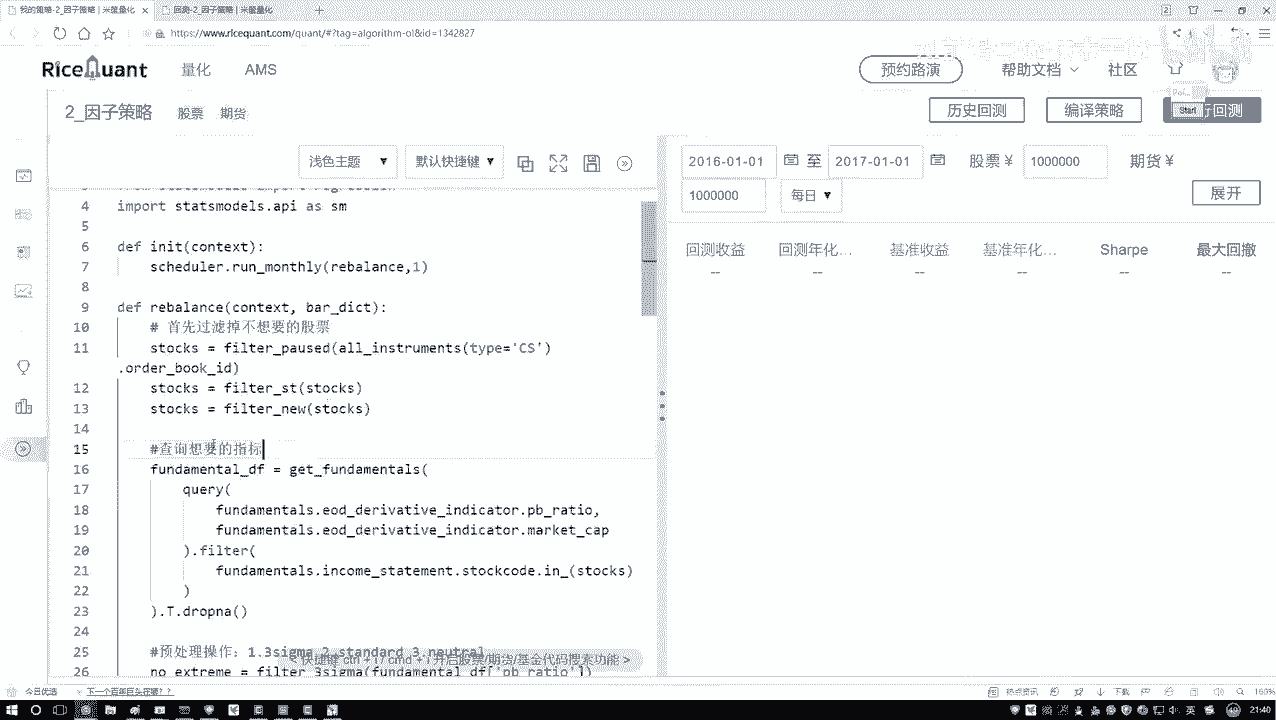 我的策略-2_因子策略 | 米筐量化
回测-2_因子策略 | 米筐量化
https://www.ricequant.com/quant/#?tag=algorithm-ol&id=1342827
RiceQuant 量化 AMS 预约路演 帮助文档 社区
2_因子策略 股票 期货 历史回测 编译策略 行回测
Start
浅色主题 默认快捷键
2016-01-01 至 2017-01-01 股票 ¥ 1000000 期货 ¥
1000000 每日 展开
回测收益 回测年化... 基准收益 基准年化... Sharpe 最大回撤
-- -- -- -- -- --
4 import statsmodels.api as sm
5
6 def init(context):
7 scheduler.run_monthly(rebalance,1)
8
9 def rebalance(context, bar_dict):
10 # 首先过滤掉不想要的股票
11 stocks = filter_paused(all_instruments(type='CS')
.order_book_id)
12 stocks = filter_st(stocks)
13 stocks = filter_new(stocks)
14
15 #查询想要的指标
16 fundamental_df = get_fundamentals(
17 query(
18 fundamentals.eod_derivative_indicator.pb_ratio,
19 fundamentals.eod_derivative_indicator.market_cap
20 ).filter(
21 fundamentals.income_statement.stockcode.in_(stocks)
22 )
23 ).T.dropna()
24
25 #预处理操作: 1.3sigma 2.standard 3.neutral
< 快捷键 ctrl + i / cmd + i 开启股票/期货/基金代码搜索功能 >
26 no_extreme = filter_3sigma(fundamental_df['pb_ratio'])
今日优选 热点资讯 下载 160%
英 21:40